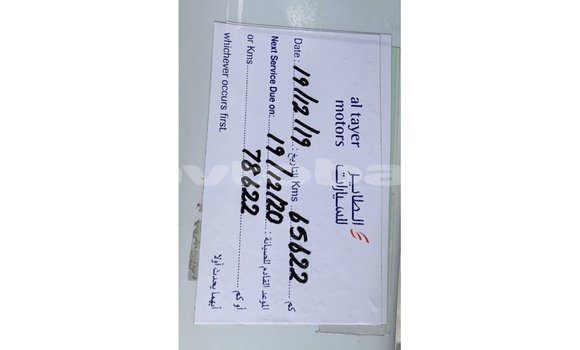 al tayer motors الطاير للسيارات
Date : 19/12/19 : التاريخ Kms 65622 كم
Next Service Due on: 19/12/20 : الموعد القادم للصيانة
or Kms 78622 أو كم
whichever occurs first. أيهما يحدث أولا